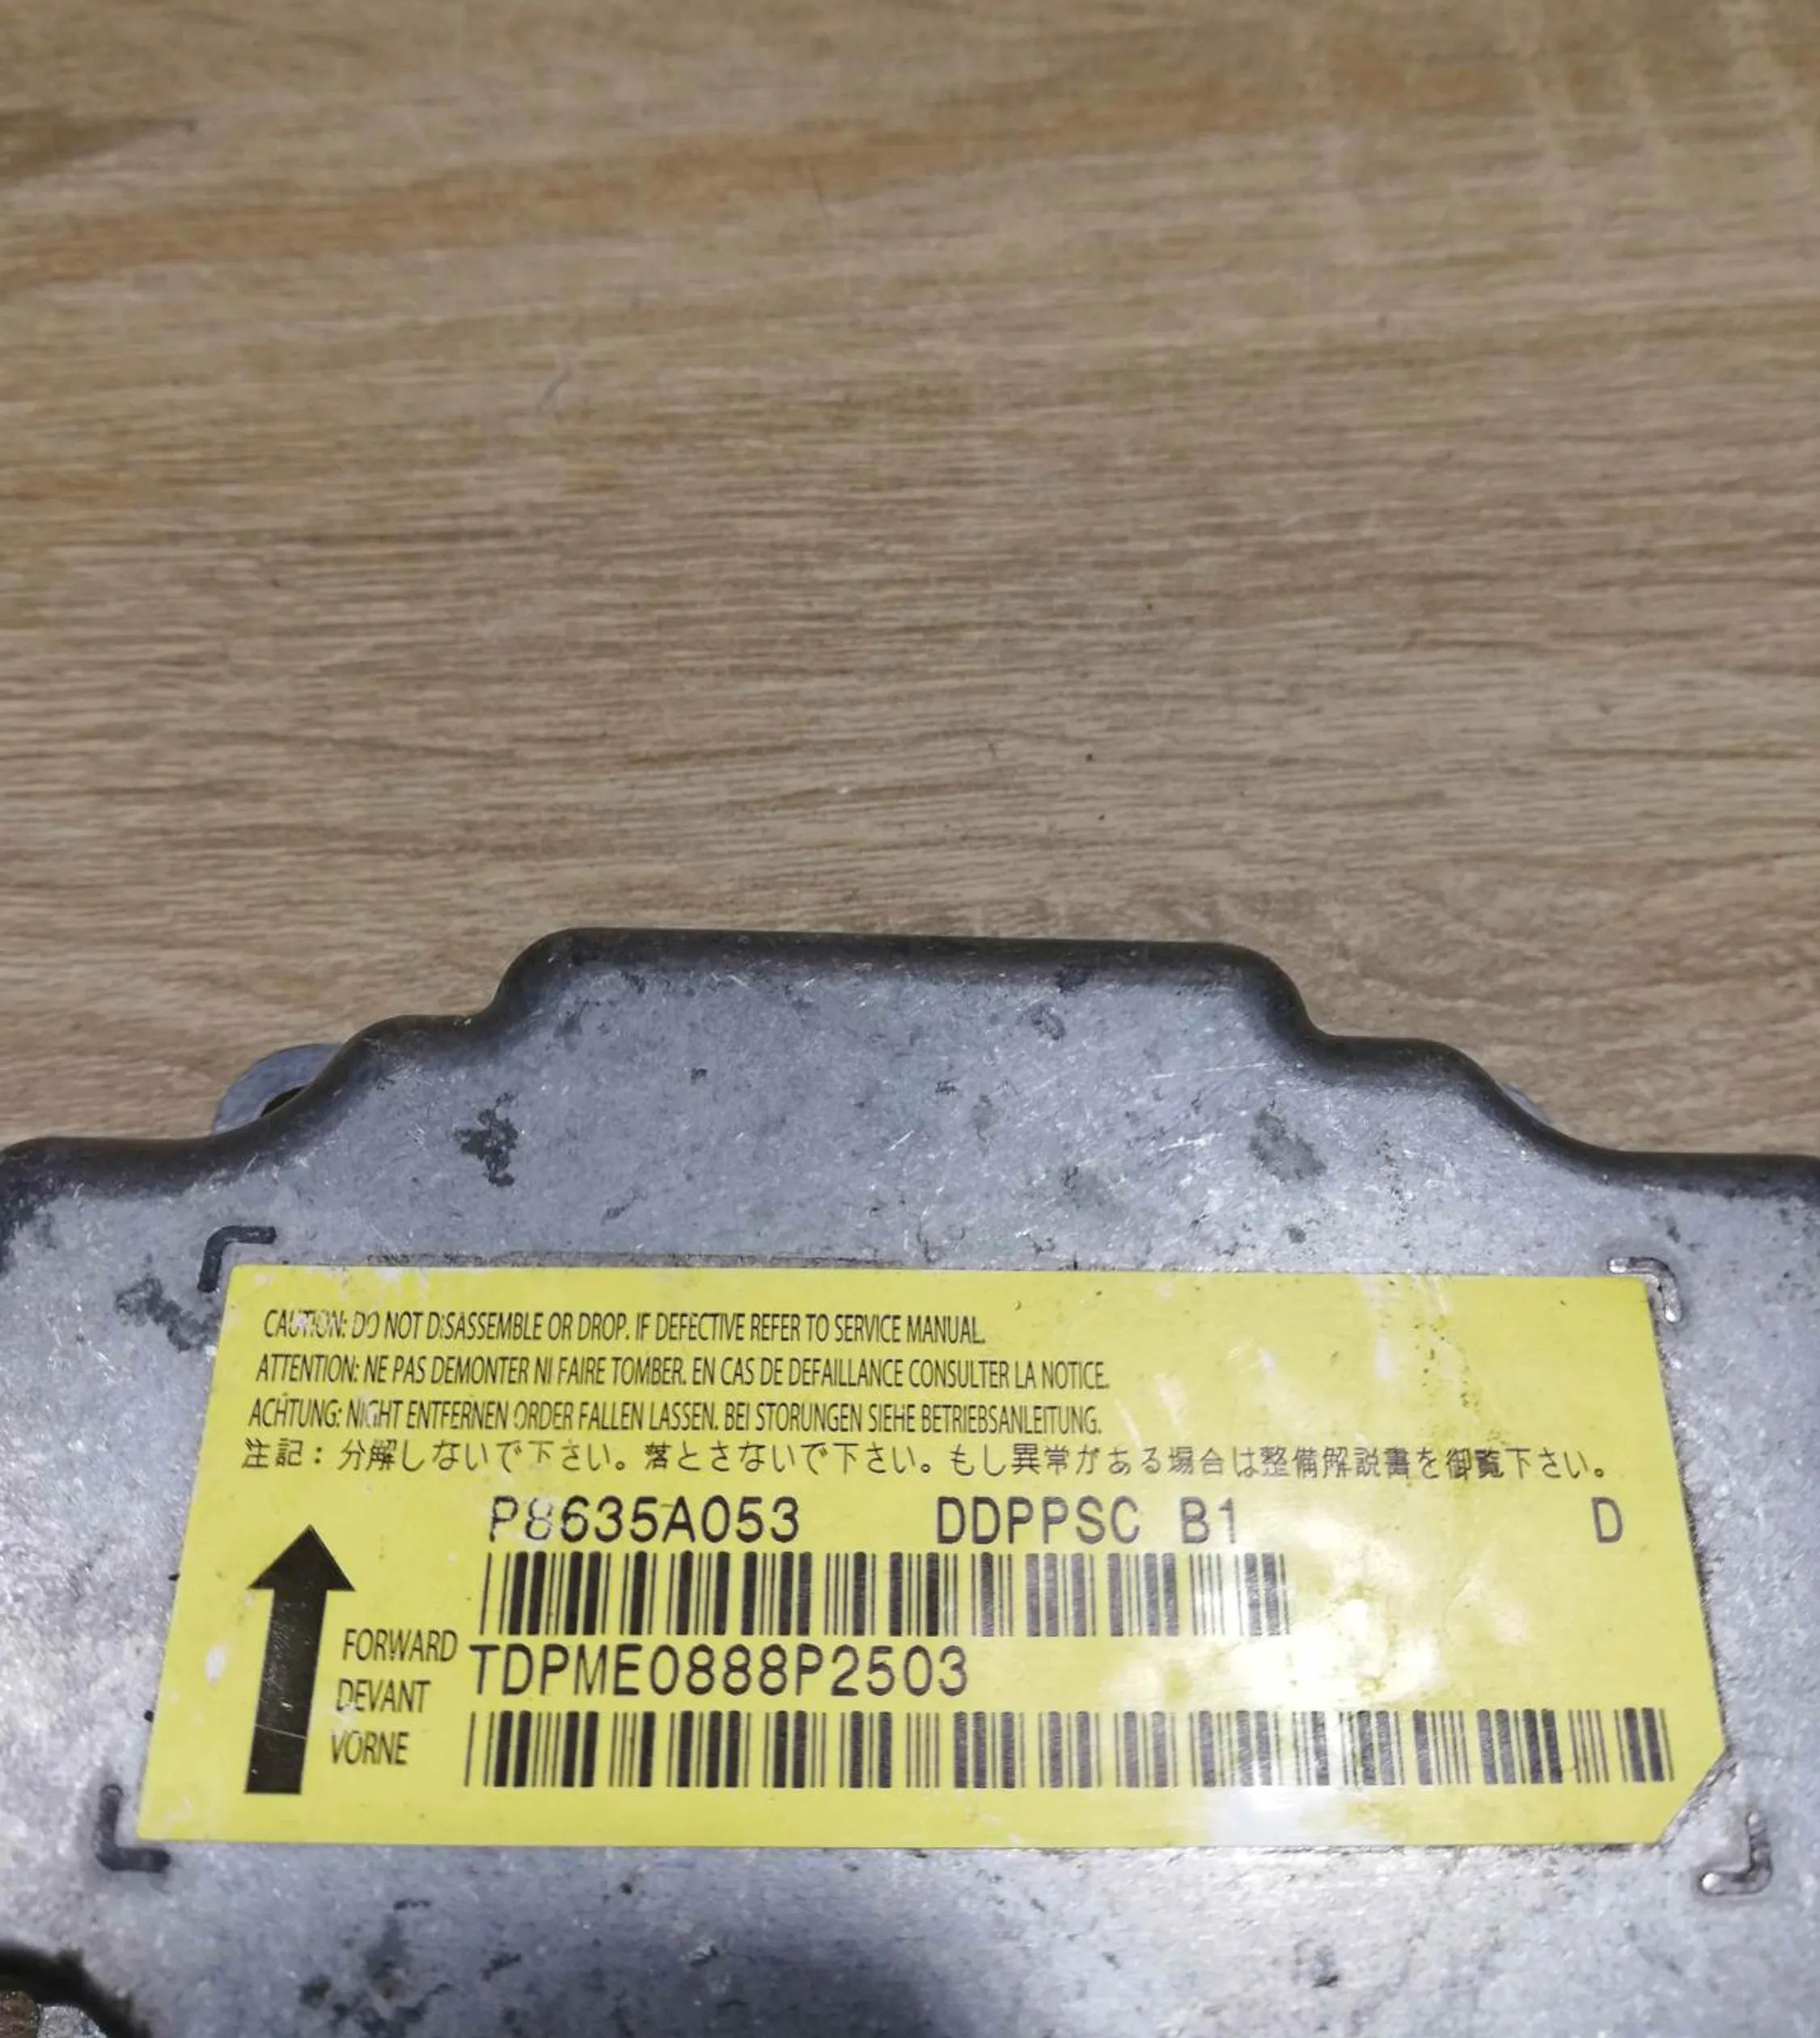 CAUTION: DO NOT DISASSEMBLE OR DROP. IF DEFECTIVE REFER TO SERVICE MANUAL.
ATTENTION: NE PAS DEMONTER NI FAIRE TOMBER. EN CAS DE DEFAILLANCE CONSULTER LA NOTICE.
ACHTUNG: NIGHT ENTFERNEN ORDER FALLEN LASSEN. BEI STORUNGEN SIEHE BETRIEBSANLEITUNG.
注記：分解しないで下さい。落とさないで下さい。もし異常がある場合は整備解説書を御覧下さい。
P8635A053 DDPPSC B1 D
FORWARD TDPME0888P2503
DEVANT
VORNE